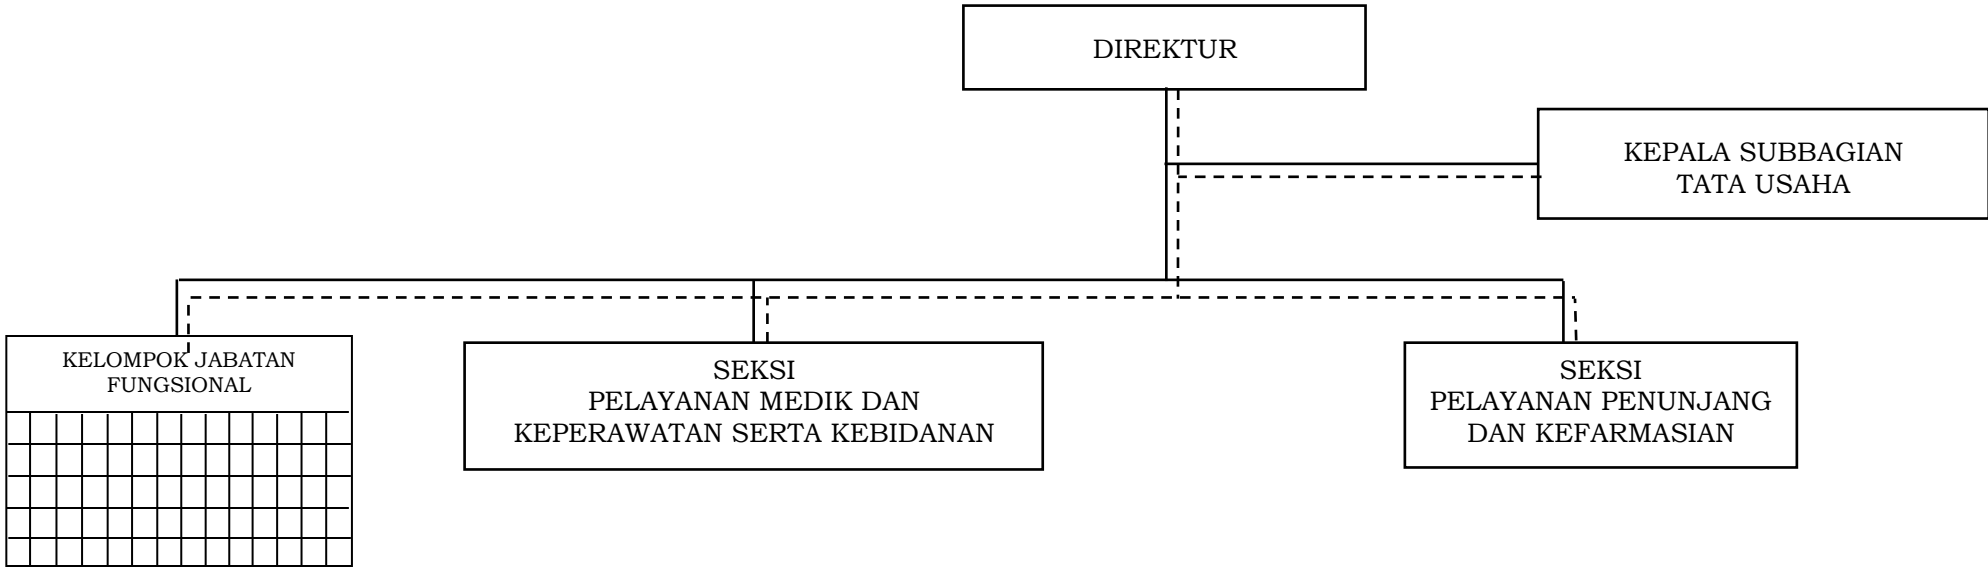 DIREKTUR
KEPALA SUBBAGIAN
TATA USAHA
KELOMPOK JABATAN
FUNGSIONAL
SEKSI
PELAYANAN MEDIK DAN
KEPERAWATAN SERTA KEBIDANAN
SEKSI
PELAYANAN PENUNJANG
DAN KEFARMASIAN